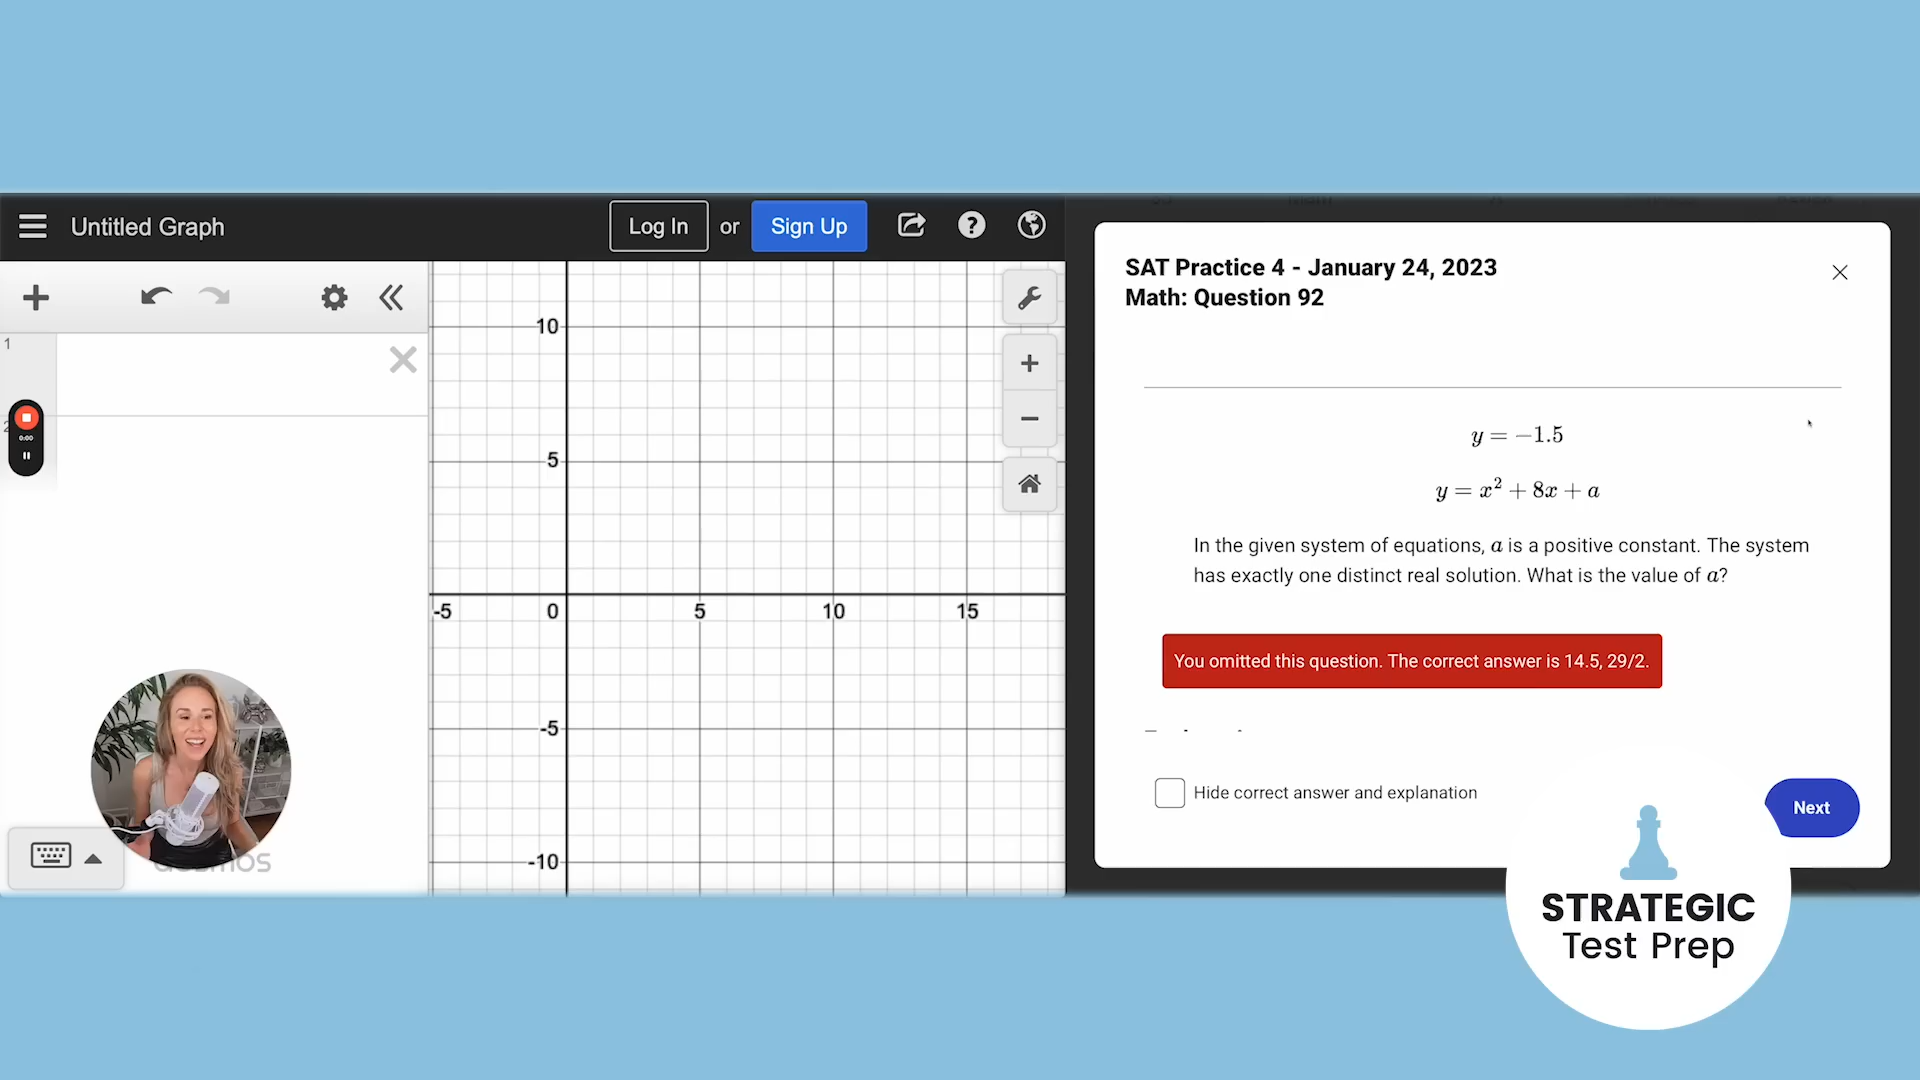 Untitled Graph
Log In or Sign Up
1
2
0:00
10
5
-5
0
5
10
15
-5
-10
SAT Practice 4 - January 24, 2023
Math: Question 92
y = −1.5
y = x² + 8x + a
In the given system of equations, a is a positive constant. The system
has exactly one distinct real solution. What is the value of a?
You omitted this question. The correct answer is 14.5, 29/2.
Hide correct answer and explanation
Next
STRATEGIC
Test Prep